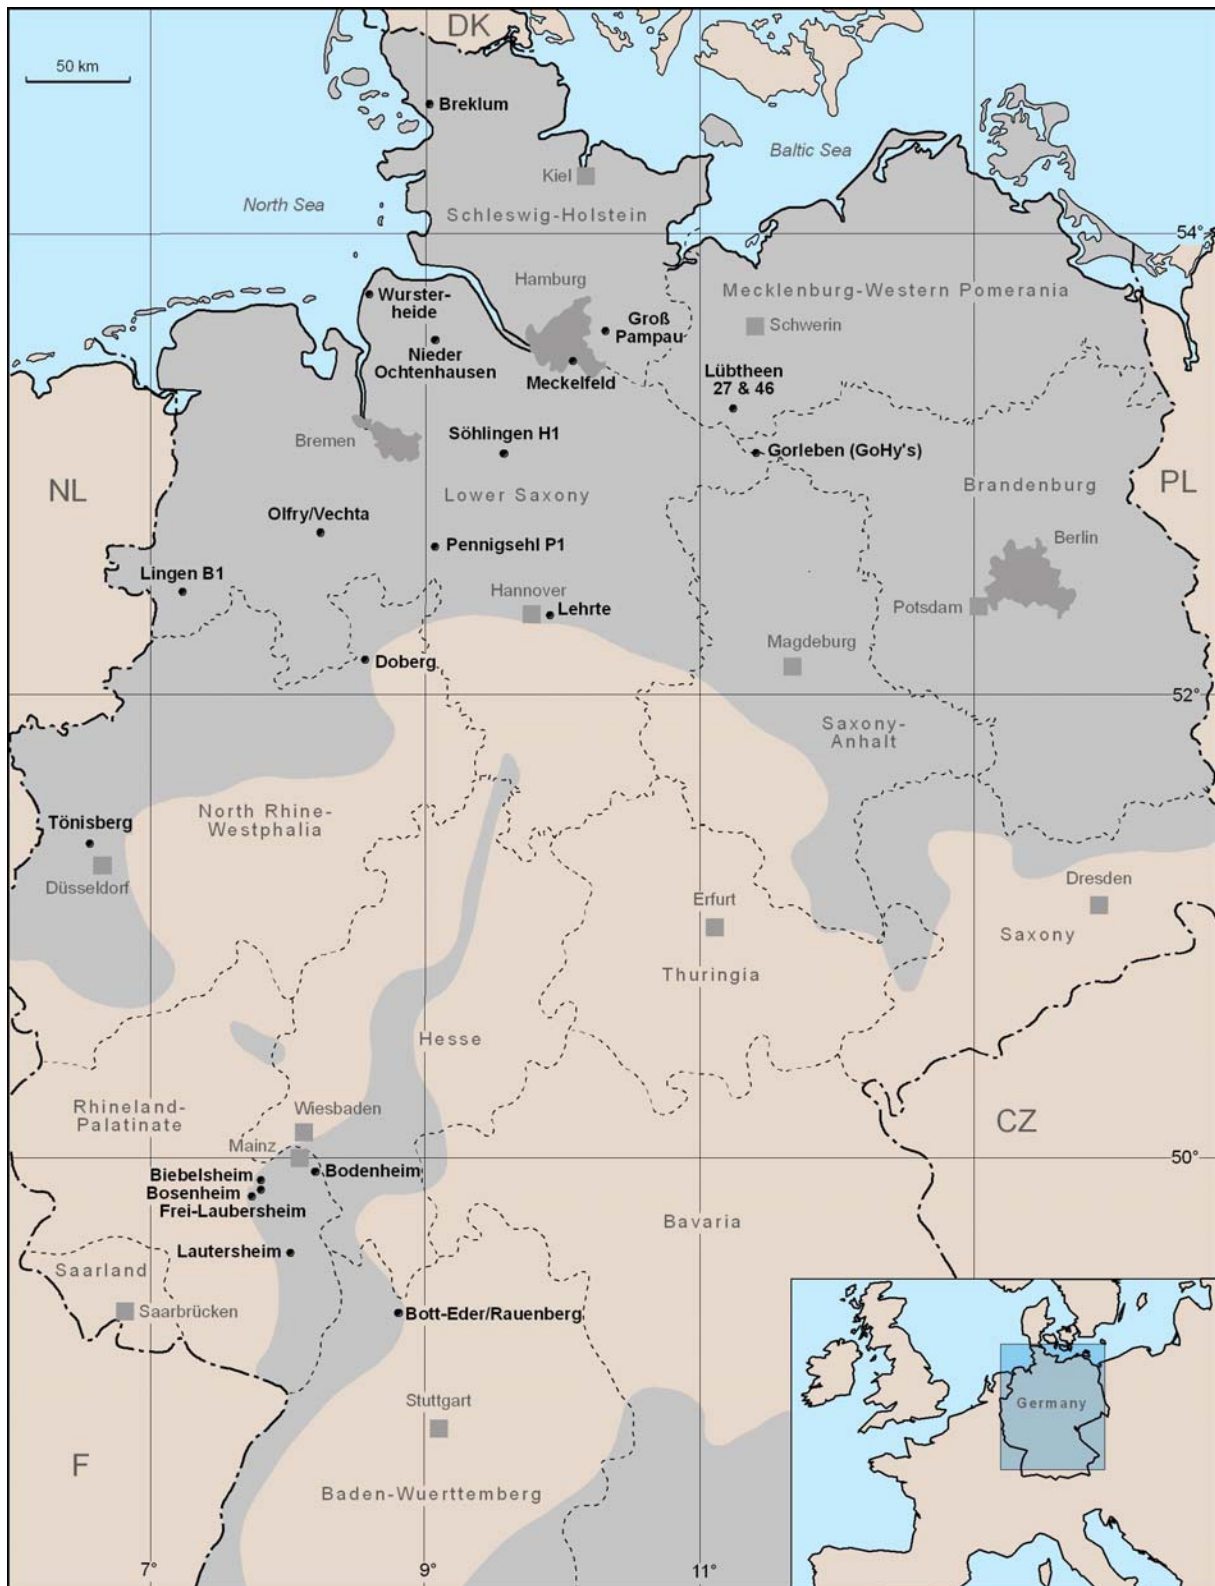 DK
50 km
Breklum
Baltic Sea
Kiel
North Sea
Schleswig-Holstein
54°
Hamburg
Mecklenburg-Western Pomerania
Wurster-
heide
Groß
Pampau
Schwerin
Nieder
Ochtenhausen
Meckelfeld
Lübtheen
27 & 46
Bremen
Söhlingen H1
Gorleben (GoHy's)
NL
Lower Saxony
Brandenburg
PL
Olfry/Vechta
Pennigsehl P1
Berlin
Lingen B1
Hannover
Lehrte
Potsdam
Magdeburg
Doberg
52°
Saxony-
Anhalt
North Rhine-
Westphalia
Tönisberg
Düsseldorf
Dresden
Erfurt
Saxony
Thuringia
Hesse
Rhineland-
Palatinate
Wiesbaden
CZ
Mainz
50°
Biebelsheim
Bodenheim
Bosenheim
Frei-Laubersheim
Bavaria
Lautersheim
Saarland
Saarbrücken
Bott-Eder/Rauenberg
Stuttgart
Germany
F
Baden-Wuerttemberg
7°
9°
11°